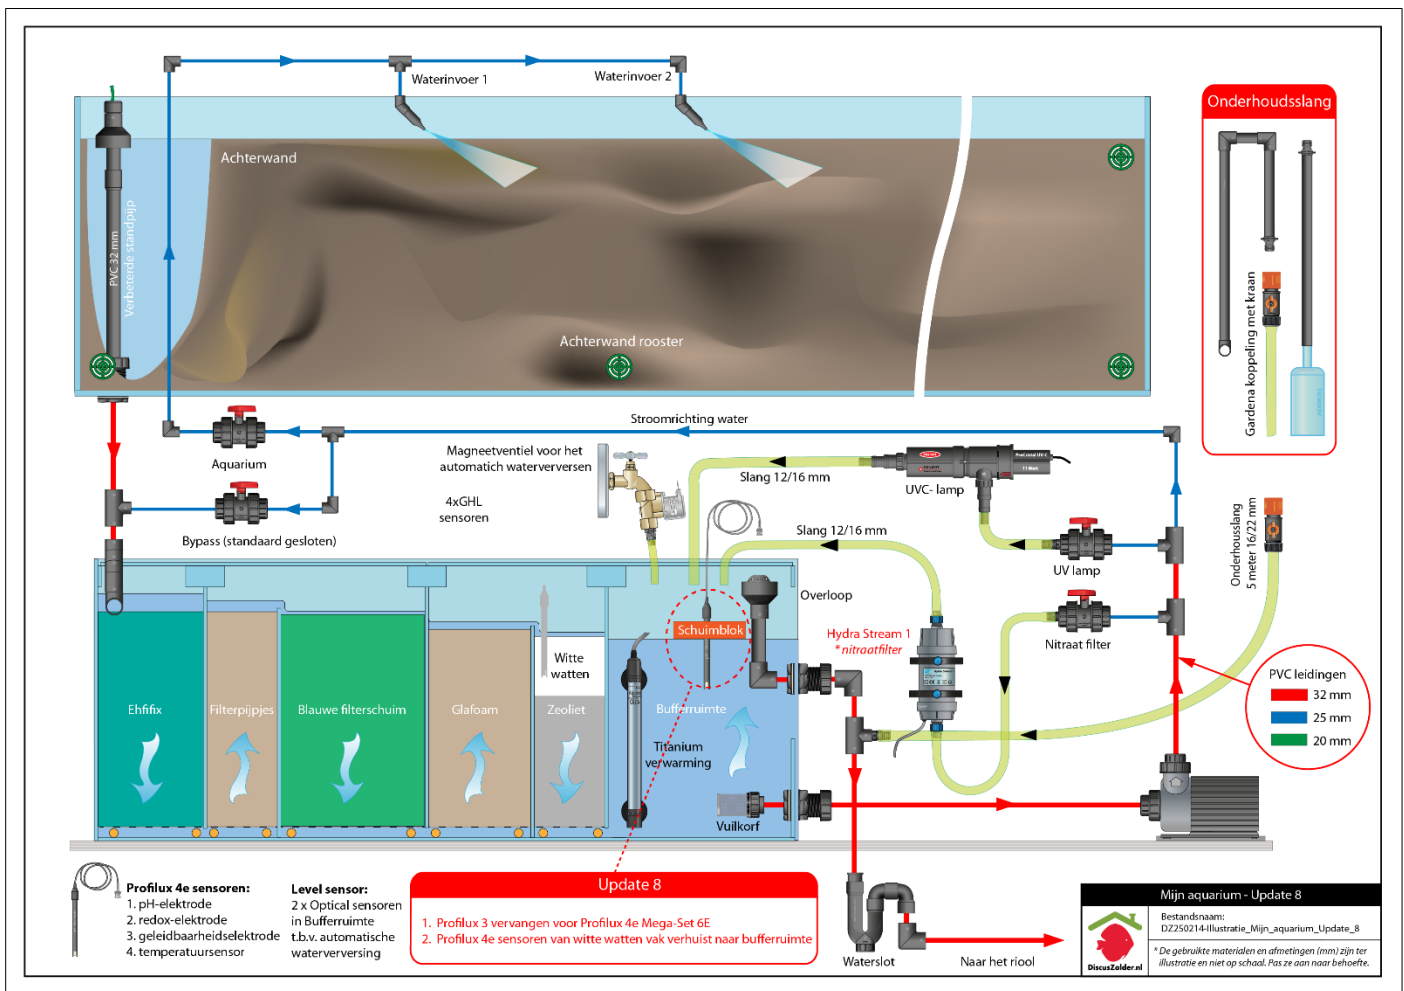 Waterinvoer 1
Waterinvoer 2
Onderhoudsslang
Achterwand
PVC 32 mm
Verbeterde standpijp
Gardena koppeling met kraan
Achterwand rooster
Stroomrichting water
Aquarium
Magneetventiel voor het
automatich waterverversen
4xGHL
sensoren
Slang 12/16 mm
UVC- lamp
11 Watt
Bypass (standaard gesloten)
Slang 12/16 mm
UV lamp
Onderhousslang
5 meter 16/22 mm
Overloop
Schuimblok
Hydra Stream 1
* nitraatfilter
Nitraat filter
Witte
watten
PVC leidingen
32 mm
25 mm
20 mm
Ehfifix
Filterpijpjes
Blauwe filterschuim
Glafoam
Zeoliet
Bufferruimte
Titanium
verwarming
Vuilkorf
Profilux 4e sensoren:
1. pH-elektrode
2. redox-elektrode
3. geleidbaarheidselektrode
4. temperatuursensor
Level sensor:
2 x Optical sensoren
in Bufferruimte
t.b.v. automatische
waterversing
Update 8
1. Profilux 3 vervangen voor Profilux 4e Mega-Set 6E
2. Profilux 4e sensoren van witte watten vak verhuist naar bufferruimte
Waterslot
Naar het riool
Mijn aquarium - Update 8
Bestandsnaam:
DZ250214-Illustratie_Mijn_aquarium_Update_8
* De gebruikte materialen en afmetingen (mm) zijn ter
illustratie en niet op schaal. Pas ze aan naar behoefte.
DiscusZolder.nl